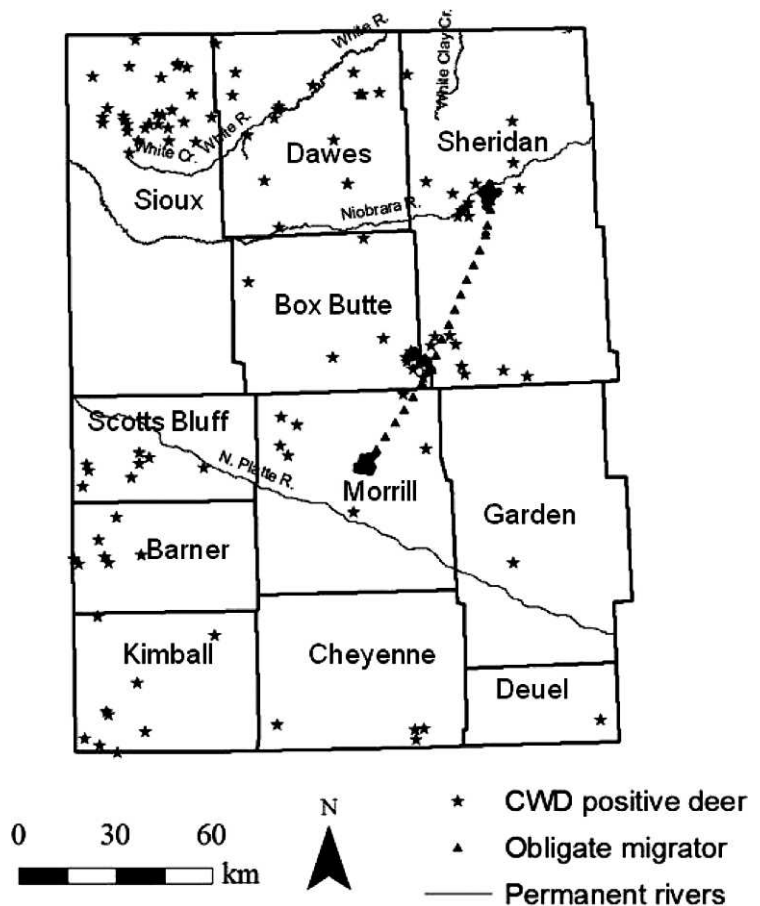 White R.
White Clay Cr.
Sheridan
White R.
White Cr.
Dawes
Sioux
Niobrara R.
Box Butte
Scotts Bluff
N. Platte R.
Morrill
Garden
Barner
Kimball
Cheyenne
Deuel
N
0 30 60
km
CWD positive deer
Obligate migrator
Permanent rivers